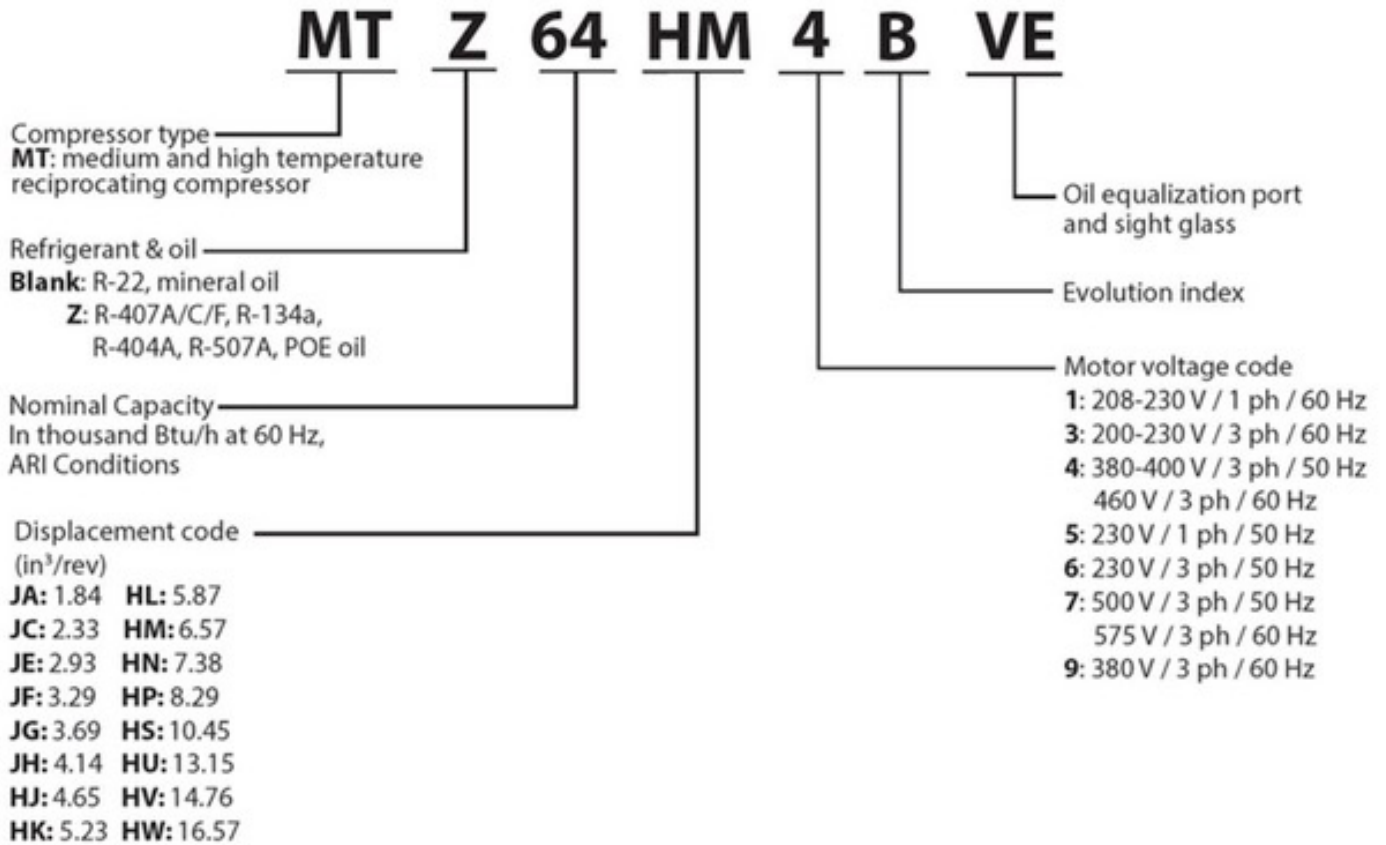 MT Z 64 HM 4 B VE
Compressor type
MT: medium and high temperature
reciprocating compressor
Refrigerant & oil
Blank: R-22, mineral oil
Z: R-407A/C/F, R-134a,
R-404A, R-507A, POE oil
Nominal Capacity
In thousand Btu/h at 60 Hz,
ARI Conditions
Displacement code
(in³/rev)
JA: 1.84 HL: 5.87
JC: 2.33 HM: 6.57
JE: 2.93 HN: 7.38
JF: 3.29 HP: 8.29
JG: 3.69 HS: 10.45
JH: 4.14 HU: 13.15
HJ: 4.65 HV: 14.76
HK: 5.23 HW: 16.57
Oil equalization port
and sight glass
Evolution index
Motor voltage code
1: 208-230 V / 1 ph / 60 Hz
3: 200-230 V / 3 ph / 60 Hz
4: 380-400 V / 3 ph / 50 Hz
460 V / 3 ph / 60 Hz
5: 230 V / 1 ph / 50 Hz
6: 230 V / 3 ph / 50 Hz
7: 500 V / 3 ph / 50 Hz
575 V / 3 ph / 60 Hz
9: 380 V / 3 ph / 60 Hz